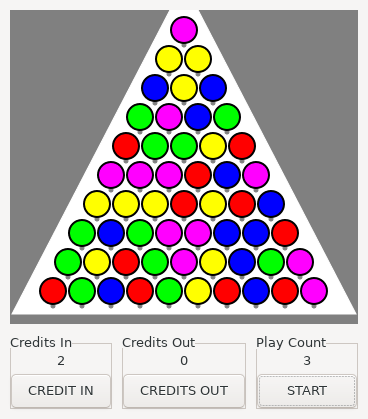 Credits In
Credits Out
Play Count
2
0
3
CREDIT IN
CREDITS OUT
START